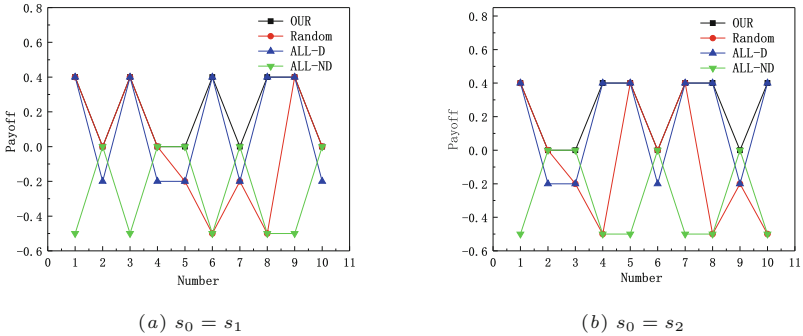 0.8
0.6
0.4
0.2
0.0
−0.2
−0.4
−0.6
0 1 2 3 4 5 6 7 8 9 10 11
Payoff
Number
OUR
Random
ALL-D
ALL-ND
(a) s0 = s1
0.8
0.6
0.4
0.2
0.0
−0.2
−0.4
−0.6
0 1 2 3 4 5 6 7 8 9 10 11
Payoff
Number
OUR
Random
ALL-D
ALL-ND
(b) s0 = s2